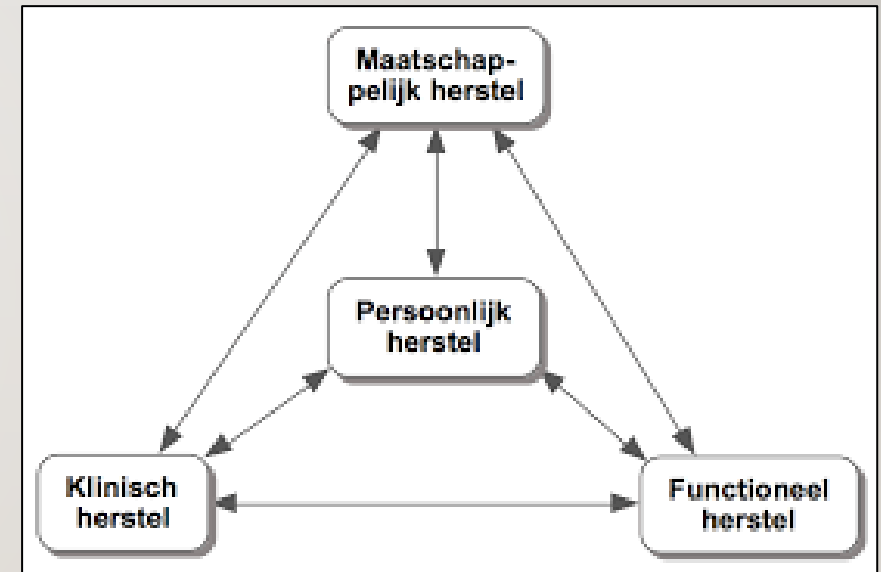 Maatschap-
pelijk herstel
Persoonlijk
herstel
Klinisch
herstel
Functioneel
herstel